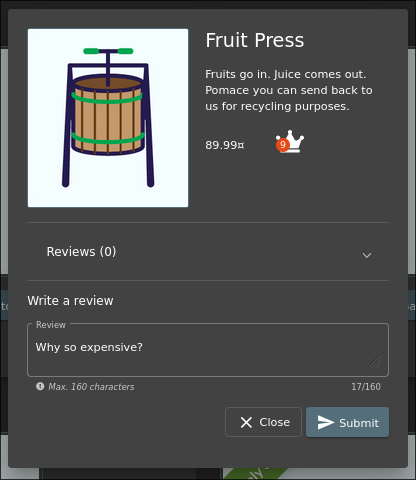 Fruit Press
Fruits go in. Juice comes out.
Pomace you can send back to
us for recycling purposes.
89.99¤
9
Reviews (0)
Write a review
Review
Why so expensive?
Max. 160 characters
17/160
Close
Submit